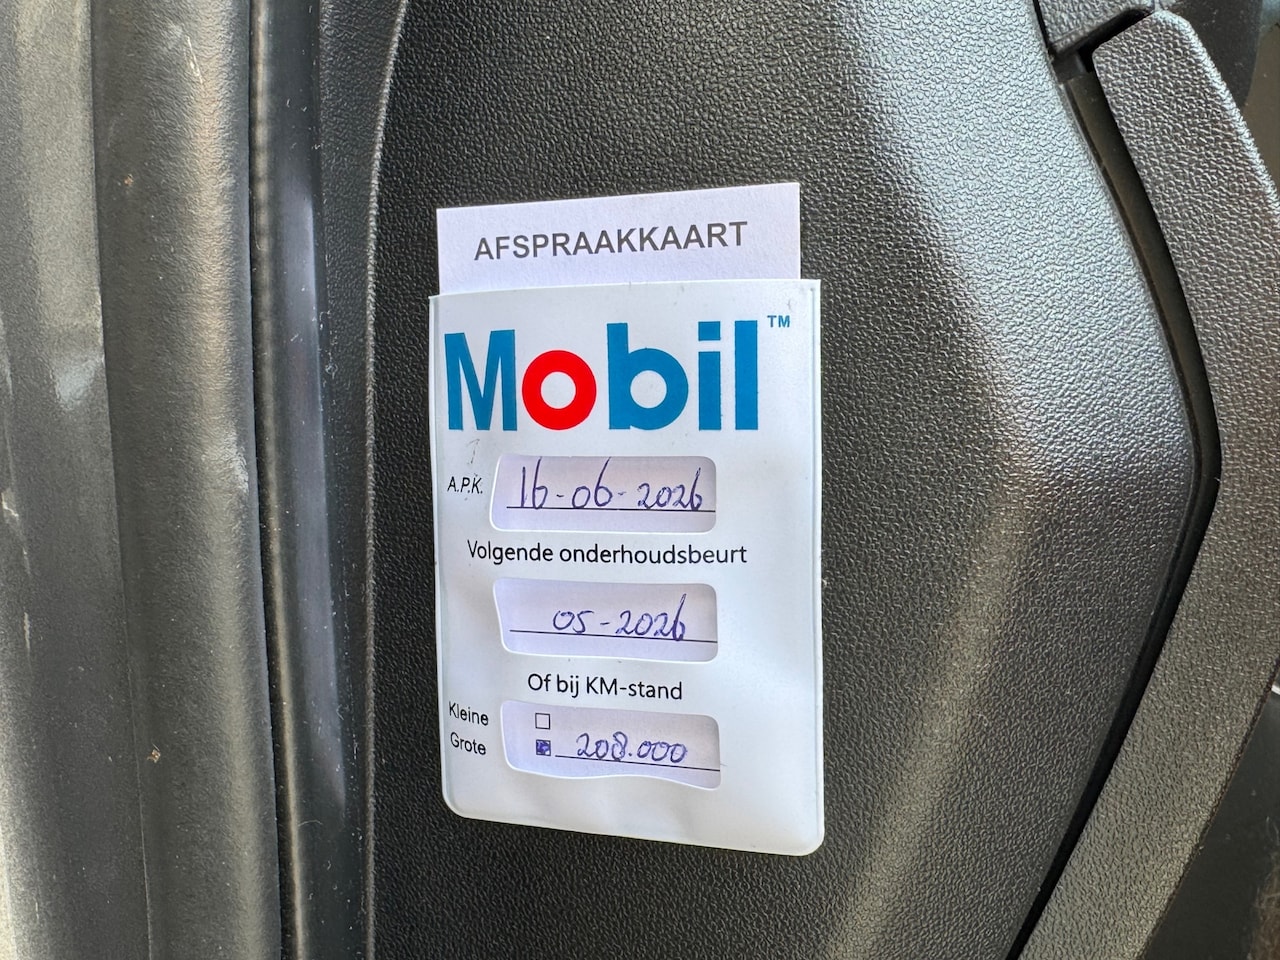 AFSPRAAKKAART
Mobil™
A.P.K. 16-06-2026
Volgende onderhoudsbeurt
05-2026
Of bij KM-stand
Kleine
Grote 208.000